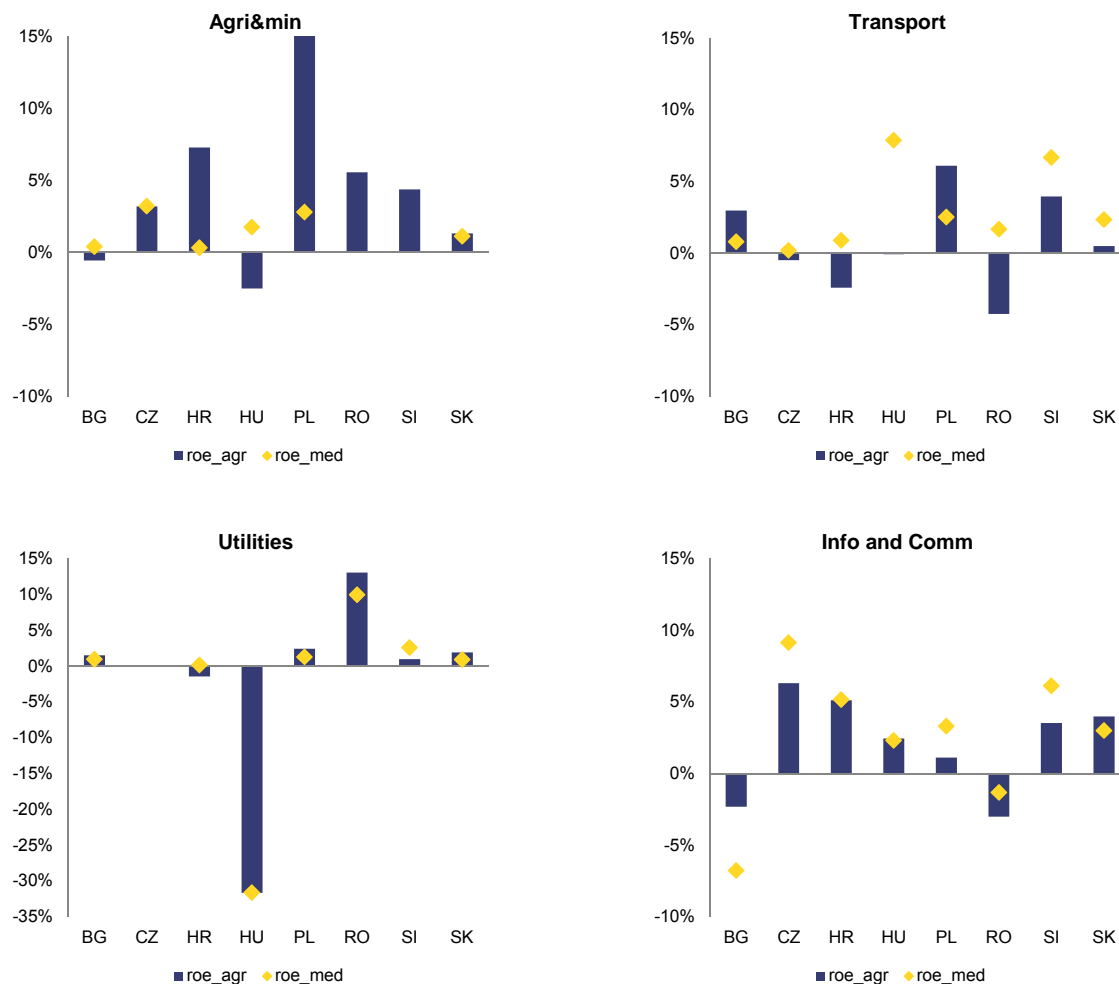 Agri&min
15%
10%
5%
0%
-5%
-10%
BG CZ HR HU PL RO SI SK
roe_agr roe_med
Transport
15%
10%
5%
0%
-5%
-10%
BG CZ HR HU PL RO SI SK
roe_agr roe_med
Utilities
15%
10%
5%
0%
-5%
-10%
-15%
-20%
-25%
-30%
-35%
BG CZ HR HU PL RO SI SK
roe_agr roe_med
Info and Comm
15%
10%
5%
0%
-5%
-10%
BG CZ HR HU PL RO SI SK
roe_agr roe_med